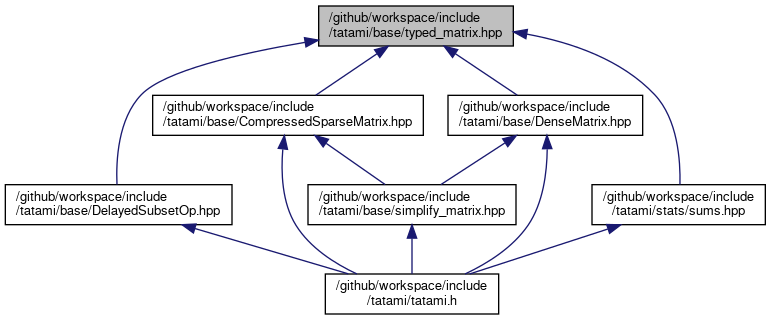 /github/workspace/include
/tatami/base/typed_matrix.hpp
/github/workspace/include
/tatami/base/CompressedSparseMatrix.hpp
/github/workspace/include
/tatami/base/DenseMatrix.hpp
/github/workspace/include
/tatami/base/DelayedSubsetOp.hpp
/github/workspace/include
/tatami/base/simplify_matrix.hpp
/github/workspace/include
/tatami/stats/sums.hpp
/github/workspace/include
/tatami/tatami.h